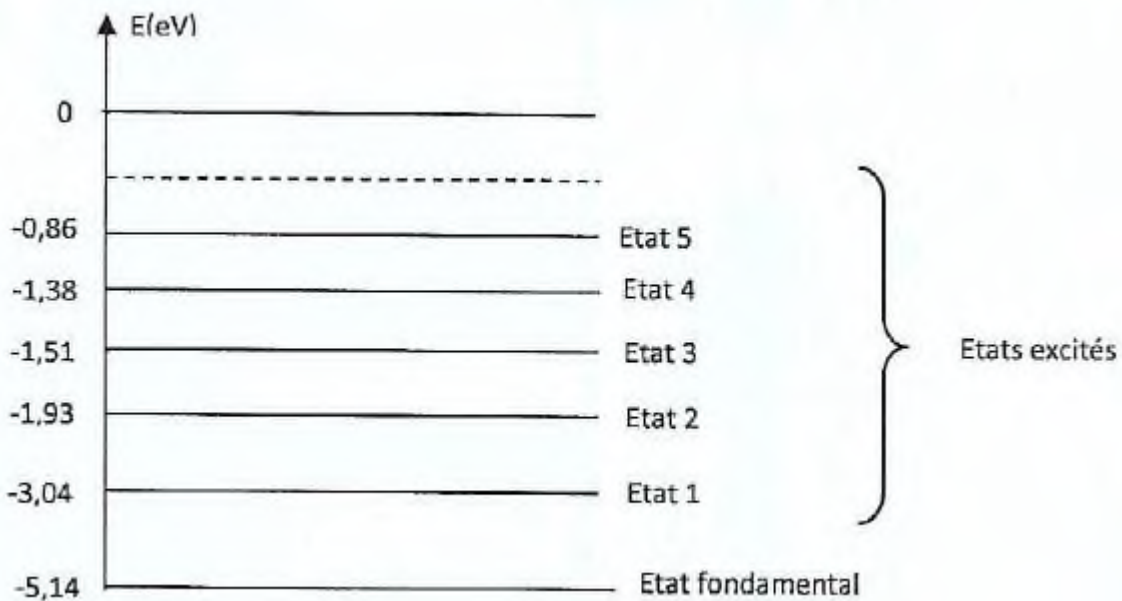 E(eV)
0
-0,86 Etat 5
-1,38 Etat 4
-1,51 Etat 3
Etats excités
-1,93 Etat 2
-3,04 Etat 1
-5,14 Etat fondamental